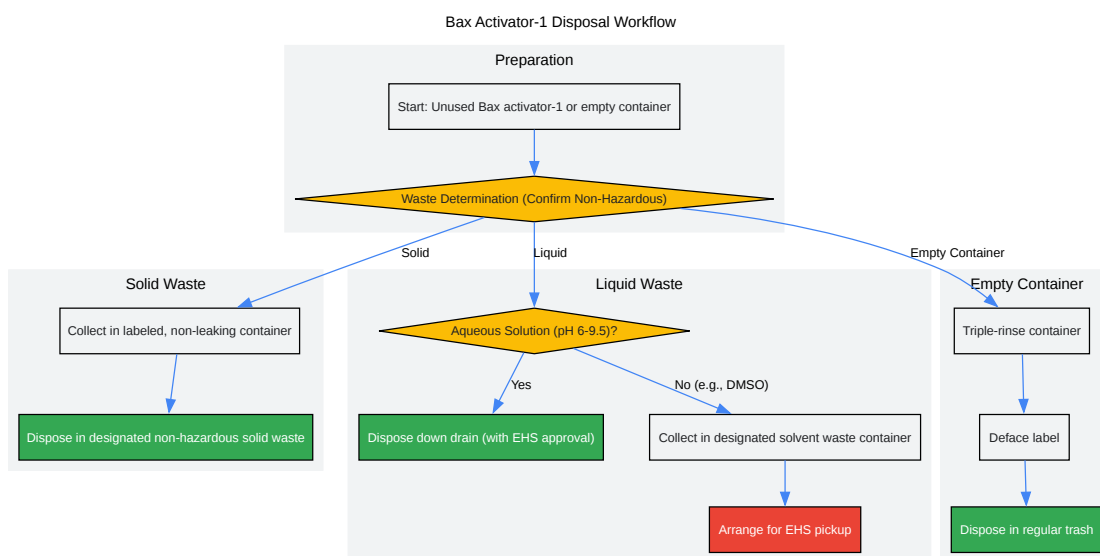 Bax Activator-1 Disposal Workflow
Preparation
Start: Unused Bax activator-1 or empty container
Waste Determination (Confirm Non-Hazardous)
Solid
Liquid
Empty Container
Solid Waste
Collect in labeled, non-leaking container
Dispose in designated non-hazardous solid waste
Liquid Waste
Aqueous Solution (pH 6-9.5)?
Yes
No (e.g., DMSO)
Dispose down drain (with EHS approval)
Collect in designated solvent waste container
Arrange for EHS pickup
Empty Container
Triple-rinse container
Deface label
Dispose in regular trash